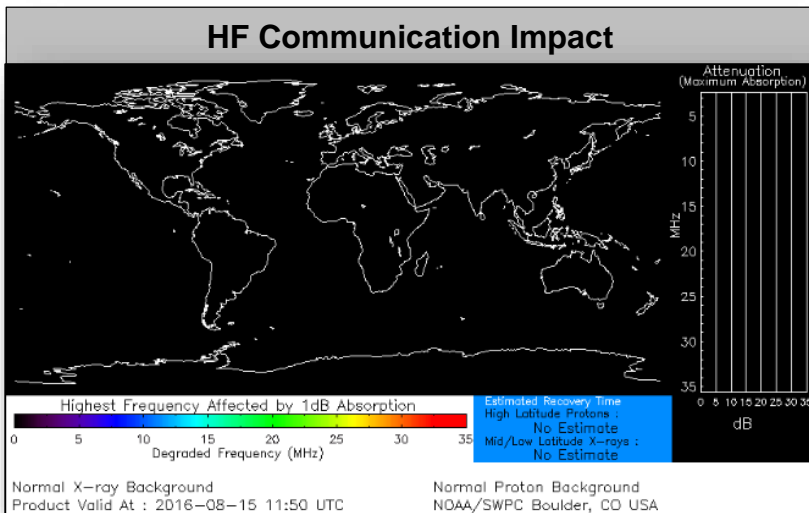 HF Communication Impact
Attenuation
(Maximum Absorption)
5
10
15
20
25
30
35
MHz
0 5 10 15 20 25 30 35
dB
Highest Frequency Affected by 1dB Absorption
0 5 10 15 20 25 30 35
Degraded Frequency (MHz)
Estimated Recovery Time
High Latitude Protons :
No Estimate
Mid/Low Latitude X-rays :
No Estimate
Normal X-ray Background
Product Valid At : 2016-08-15 11:50 UTC
Normal Proton Background
NOAA/SWPC Boulder, CO USA